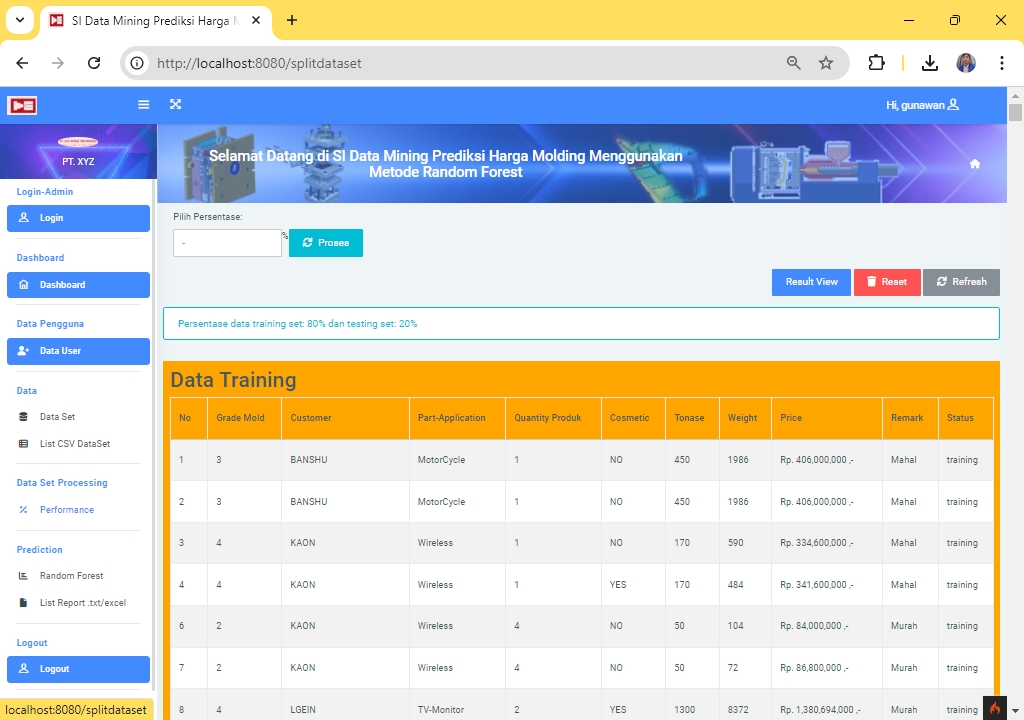 SI Data Mining Prediksi Harga M
http://localhost:8080/splitdataset
Hi, gunawan
PT. XYZ
Selamat Datang di SI Data Mining Prediksi Harga Molding Menggunakan
Metode Random Forest
Login-Admin
Login
Dashboard
Dashboard
Data Pengguna
Data User
Data
Data Set
List CSV DataSet
Data Set Processing
Performance
Prediction
Random Forest
List Report .txt/excel
Logout
Logout
localhost:8080/splitdataset
Pilih Persentase:
- % Proses
Result View Reset Refresh
Persentase data training set: 80% dan testing set: 20%
Data Training
No Grade Mold Customer Part-Application Quantity Produk Cosmetic Tonase Weight Price Remark Status
1 3 BANSHU MotorCycle 1 NO 450 1986 Rp. 406,000,000 ,- Mahal training
2 3 BANSHU MotorCycle 1 NO 450 1986 Rp. 406,000,000 ,- Mahal training
3 4 KAON Wireless 1 NO 170 590 Rp. 334,600,000 ,- Mahal training
4 4 KAON Wireless 1 YES 170 484 Rp. 341,600,000 ,- Mahal training
6 2 KAON Wireless 4 NO 50 104 Rp. 84,000,000 ,- Murah training
7 2 KAON Wireless 4 NO 50 72 Rp. 86,800,000 ,- Murah training
8 4 LGEIN TV-Monitor 2 YES 1300 8372 Rp. 1,380,694,000 ,- Murah training